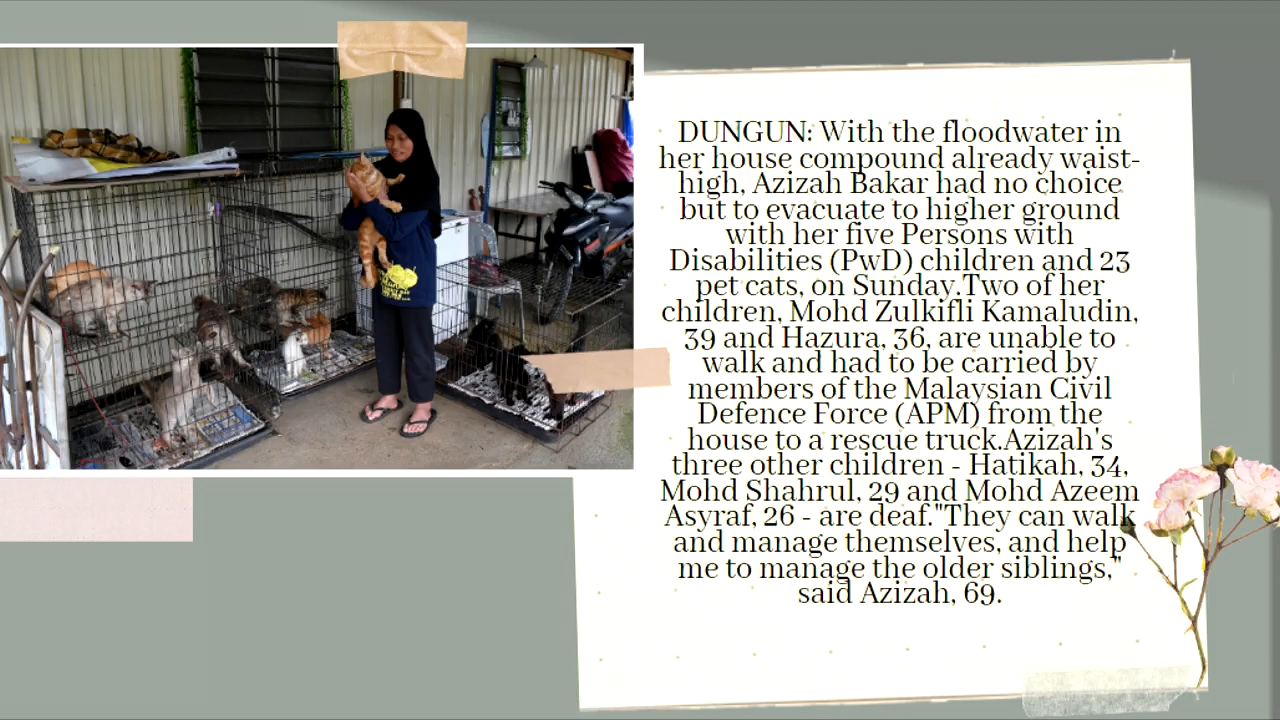 DUNGUN: With the floodwater in
her house compound already waist-
high, Azizah Bakar had no choice
but to evacuate to higher ground
with her five Persons with
Disabilities (PwD) children and 23
pet cats, on Sunday.Two of her
children, Mohd Zulkifli Kamaludin,
39 and Hazura, 36, are unable to
walk and had to be carried by
members of the Malaysian Civil
Defence Force (APM) from the
house to a rescue truck.Azizah's
three other children - Hatikah, 34,
Mohd Shahrul, 29 and Mohd Azeem
Asyraf, 26 - are deaf."They can walk
and manage themselves, and help
me to manage the older siblings,"
said Azizah, 69.